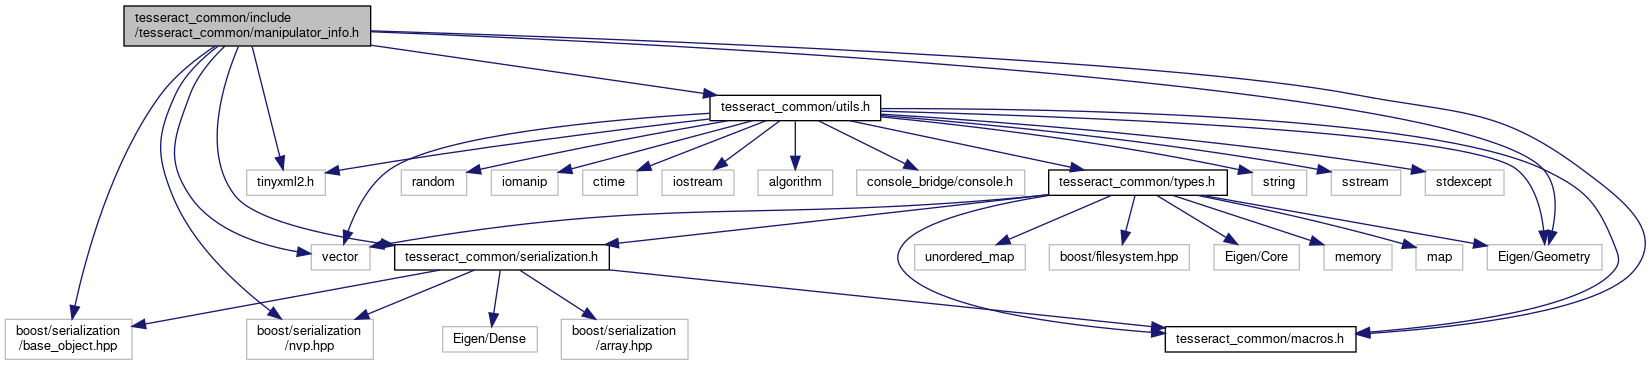 tesseract_common/include
/tesseract_common/manipulator_info.h
tesseract_common/utils.h
tinyxml2.h
random
iomanip
ctime
iostream
algorithm
console_bridge/console.h
tesseract_common/types.h
string
sstream
stdexcept
vector
tesseract_common/serialization.h
unordered_map
boost/filesystem.hpp
Eigen/Core
memory
map
Eigen/Geometry
boost/serialization
/base_object.hpp
boost/serialization
/nvp.hpp
Eigen/Dense
boost/serialization
/array.hpp
tesseract_common/macros.h